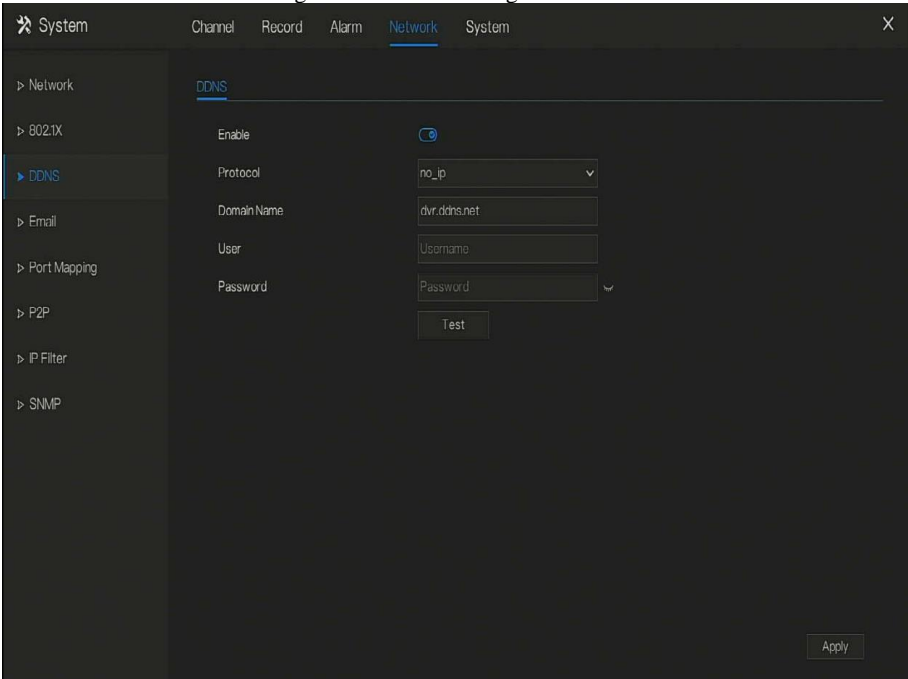 System
Channel Record Alarm Network System X
Network
802.1X
DDNS
Email
Port Mapping
P2P
IP Filter
SNMP
DDNS
Enable
Protocol no_ip
Domain Name dvr.ddns.net
User Username
Password Password
Test
Apply